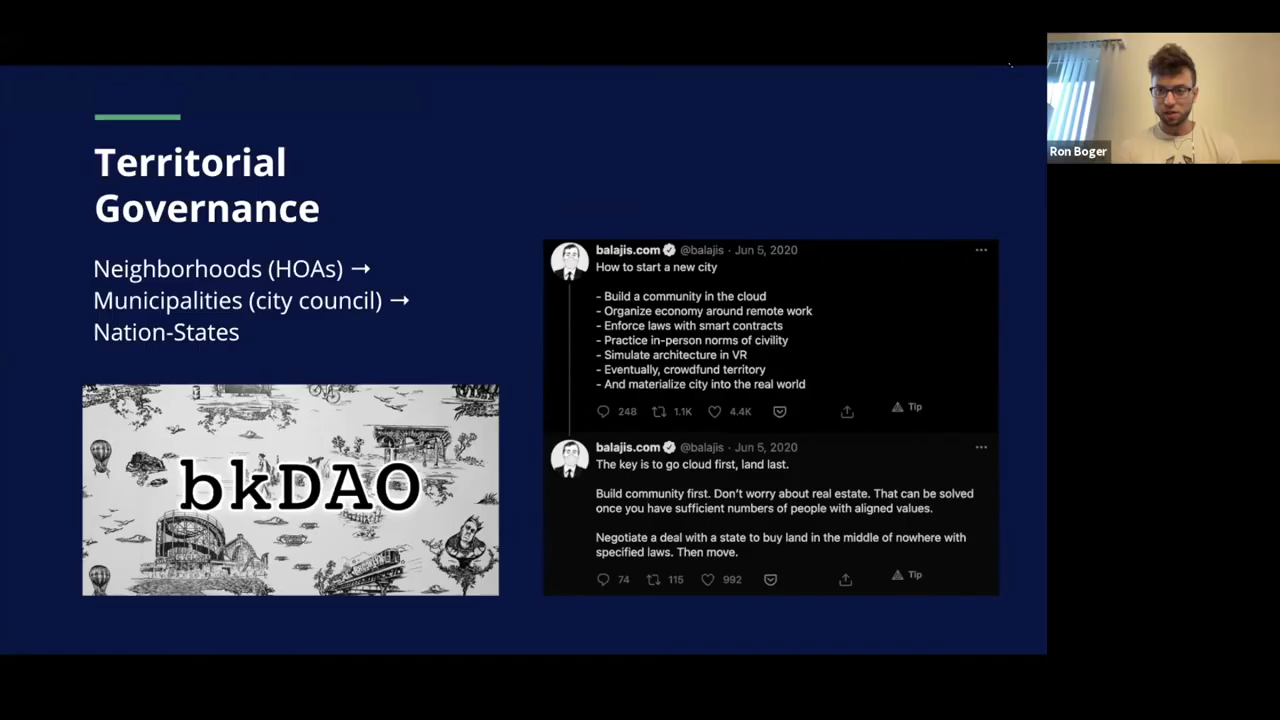 Territorial
Governance
Neighborhoods (HOAs) →
Municipalities (city council) →
Nation-States
bkDAO
balajis.com @balajis · Jun 5, 2020
How to start a new city
- Build a community in the cloud
- Organize economy around remote work
- Enforce laws with smart contracts
- Practice in-person norms of civility
- Simulate architecture in VR
- Eventually, crowdfund territory
- And materialize city into the real world
248 1.1K 4.4K Tip
balajis.com @balajis · Jun 5, 2020
The key is to go cloud first, land last.
Build community first. Don't worry about real estate. That can be solved
once you have sufficient numbers of people with aligned values.
Negotiate a deal with a state to buy land in the middle of nowhere with
specified laws. Then move.
74 115 992 Tip
Ron Boger